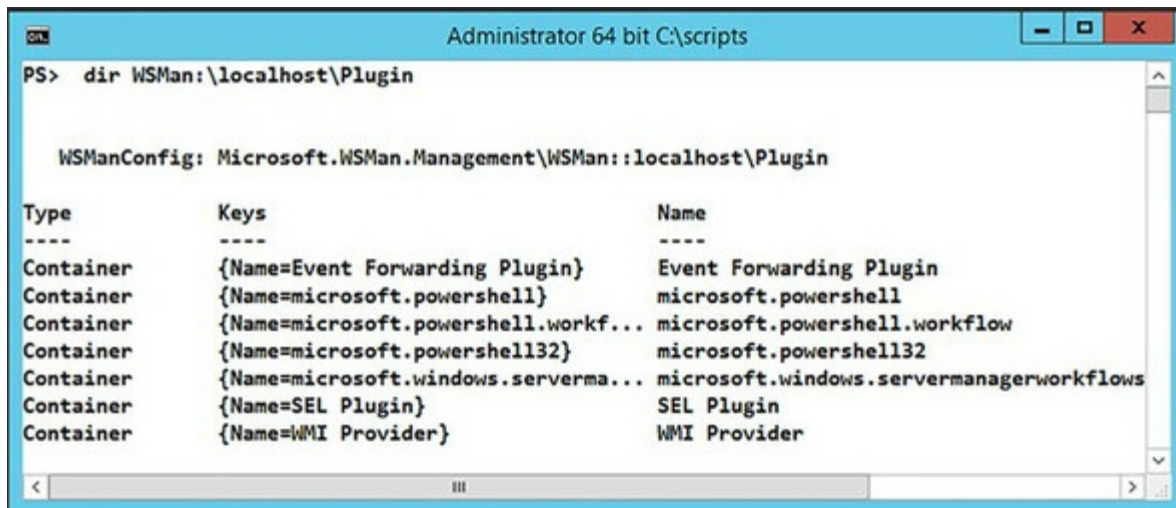 Administrator 64 bit C:\scripts
PS>  dir WSMan:\localhost\Plugin
WSManConfig: Microsoft.WSMan.Management\WSMan::localhost\Plugin
Type Keys Name
---- ---- ----
Container {Name=Event Forwarding Plugin} Event Forwarding Plugin
Container {Name=microsoft.powershell} microsoft.powershell
Container {Name=microsoft.powershell.workf... microsoft.powershell.workflow
Container {Name=microsoft.powershell32} microsoft.powershell32
Container {Name=microsoft.windows.serverma... microsoft.windows.servermanagerworkflows
Container {Name=SEL Plugin} SEL Plugin
Container {Name=WMI Provider} WMI Provider